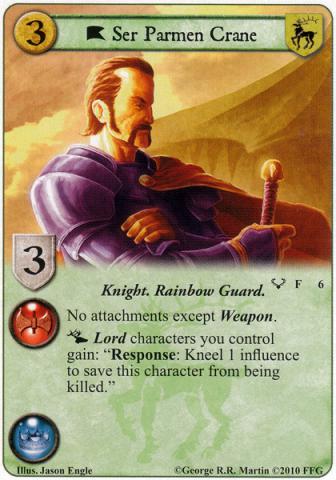 3 Ser Parmen Crane
3
Knight. Rainbow Guard. F 6
No attachments except Weapon.
Lord characters you control
gain: “Response: Kneel 1 influence
to save this character from being
killed.”
Illus. Jason Engle ©George R.R. Martin ©2010 FFG